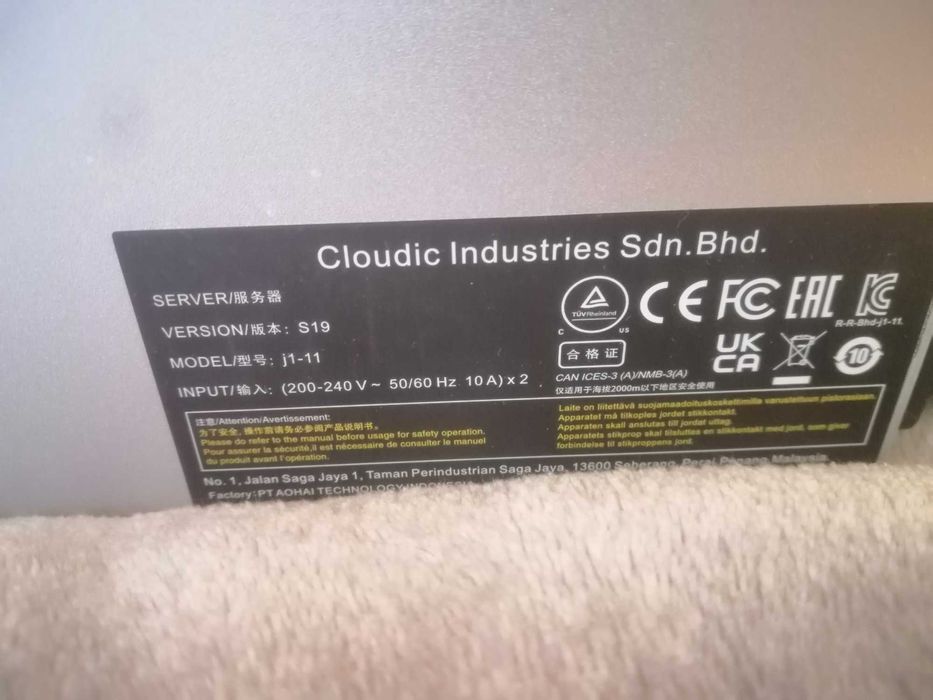 Cloudic Industries Sdn.Bhd.
SERVER/服务器
VERSION/版本: S19
MODEL/型号: j1-11
INPUT/输入: (200-240 V ~ 50/60 Hz 10 A) x 2
TÜVRheinland
C US
CE FC EAC KC
R-R-Bhd-j1-11.
合格证
UK CA
10
CAN ICES-3 (A)/NMB-3(A)
仅适用于海拔2000m以下地区安全使用
注意/Attention/Avertissement:
为了安全, 操作前请务必参阅产品说明书。
Please do refer to the manual before usage for safety operation.
Pour assurer la sécurité,il est nécessaire de consulter le manuel
du produit avant l'opération.
Laite on liitettävä suojamaadoituskoskettimilla varustettuun pistorasiaan.
Apparatet må tilkoples jordet stikkontakt.
Apparaten skall anslutas till jordat uttag.
Apparatets stikprop skal tilsluttes en stikkontakt med jord, som giver
forbindelse til stikproppens jord.
No. 1, Jalan Saga Jaya 1, Taman Perindustrian Saga Jaya, 13600 Seberang, Perai Penang Malaysia.
Factory: PT AOHAI TECHNOLOGY INDONESIA